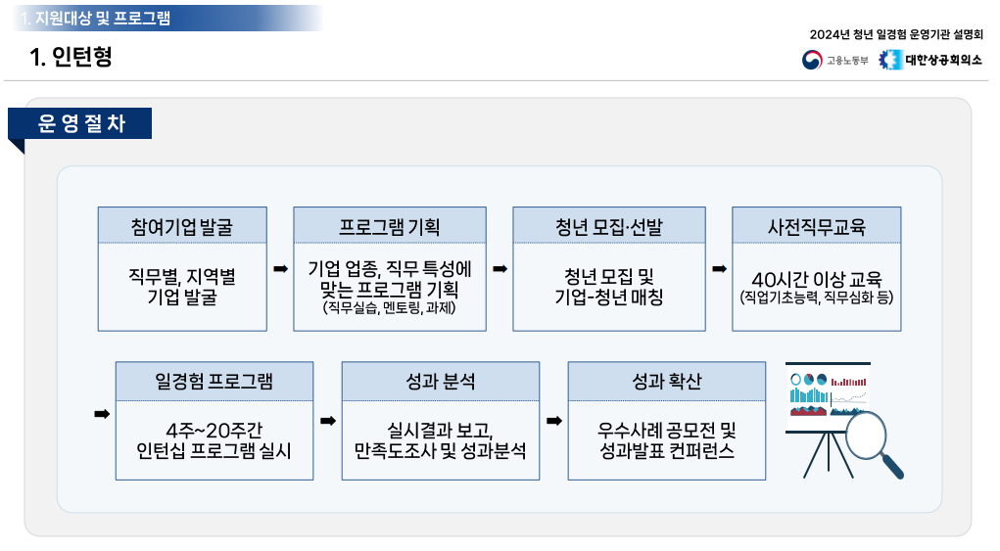 1. 지원대상 및 프로그램
1. 인턴형
2024년 청년 일경험 운영기관 설명회
고용노동부 대한상공회의소
운영절차
참여기업 발굴
직무별, 지역별
기업 발굴
프로그램 기획
기업 업종, 직무 특성에
맞는 프로그램 기획
(직무실습, 멘토링, 과제)
청년 모집·선발
청년 모집 및
기업-청년 매칭
사전직무교육
40시간 이상 교육
(직업기초능력, 직무심화 등)
일경험 프로그램
4주~20주간
인턴십 프로그램 실시
성과 분석
실시결과 보고,
만족도조사 및 성과분석
성과 확산
우수사례 공모전 및
성과발표 컨퍼런스